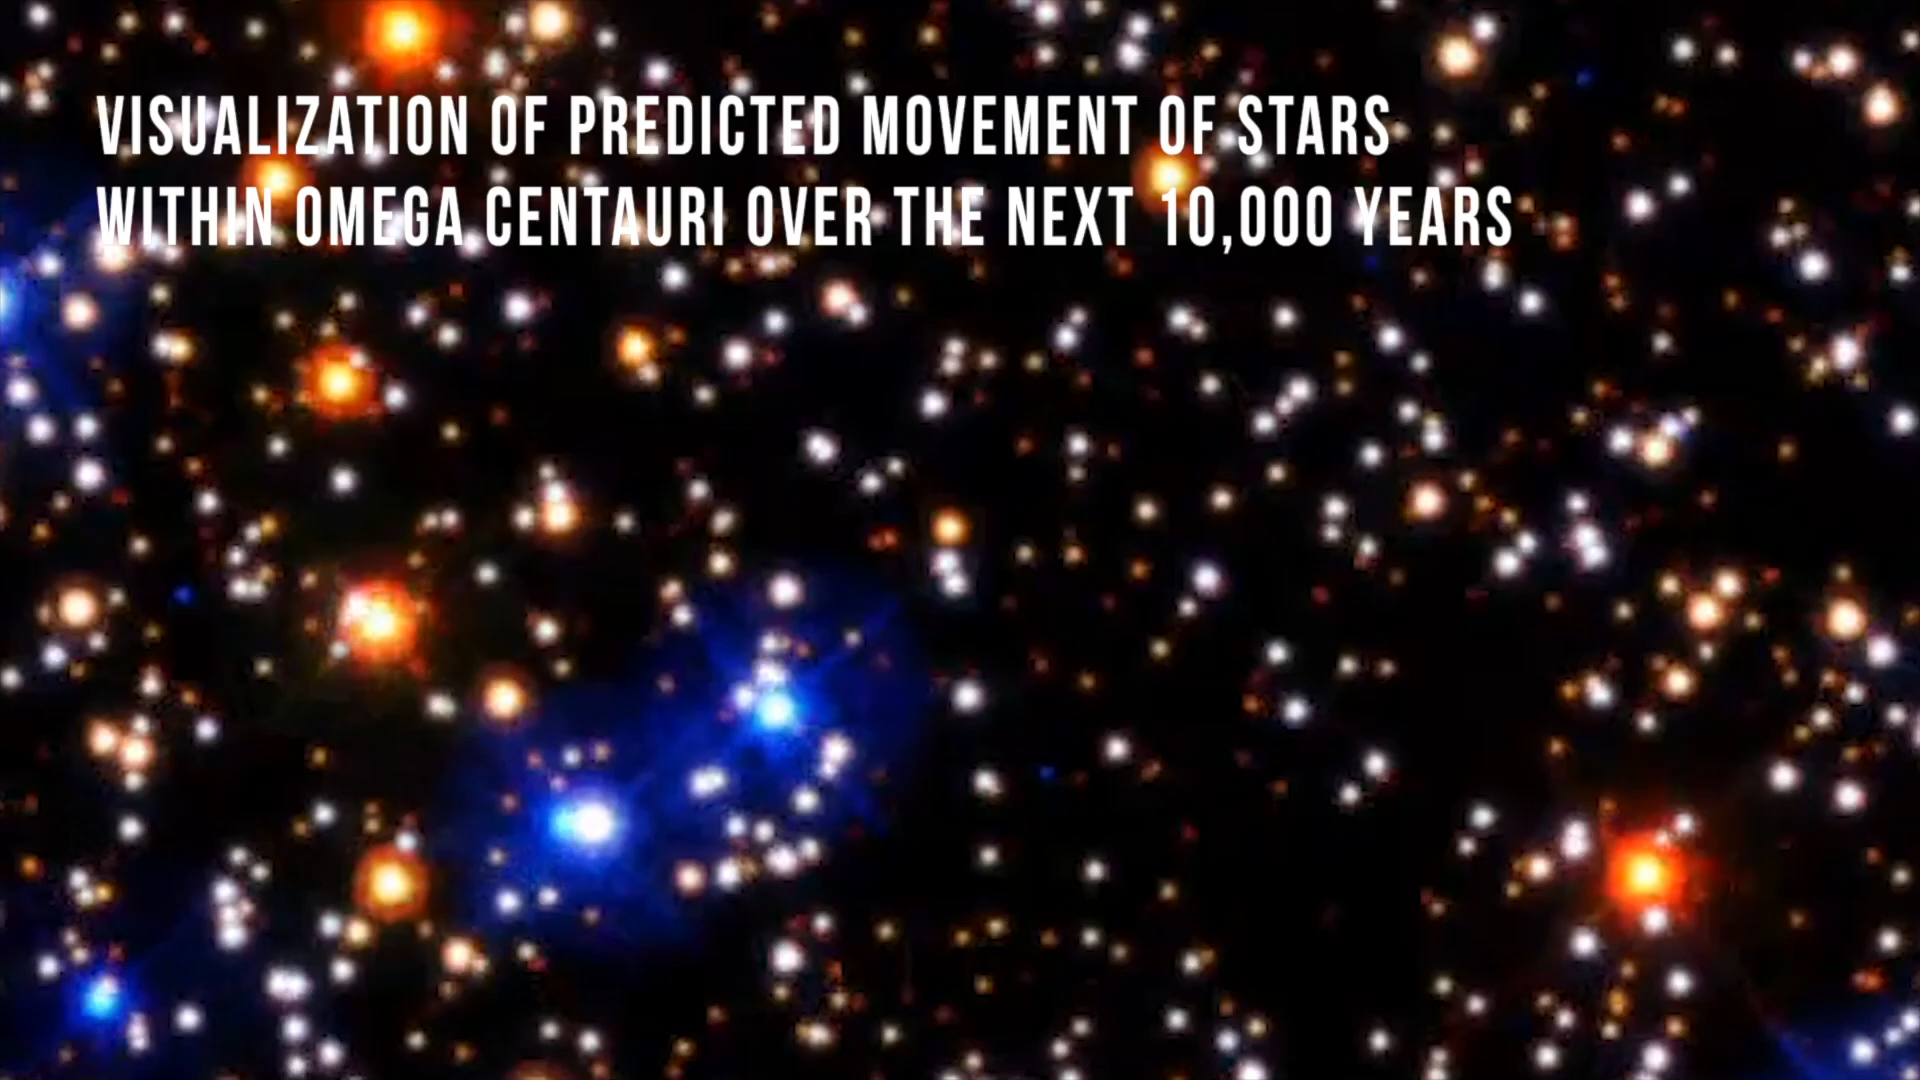 VISUALIZATION OF PREDICTED MOVEMENT OF STARS
WITHIN OMEGA CENTAURI OVER THE NEXT 10,000 YEARS